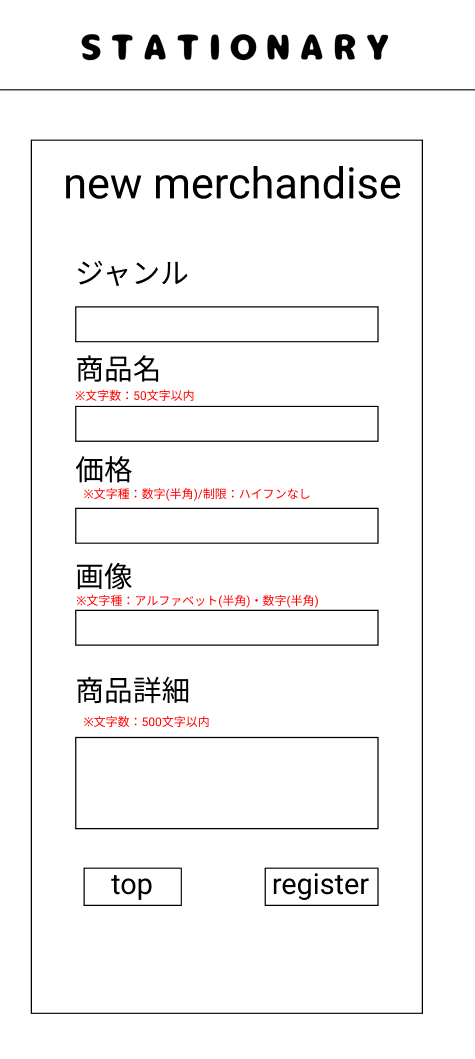 STATIONARY
new merchandise
ジャンル
商品名
※文字数：50文字以内
価格
※文字種：数字(半角)/制限：ハイフンなし
画像
※文字種：アルファベット(半角)・数字(半角)
商品詳細
※文字数：500文字以内
top register